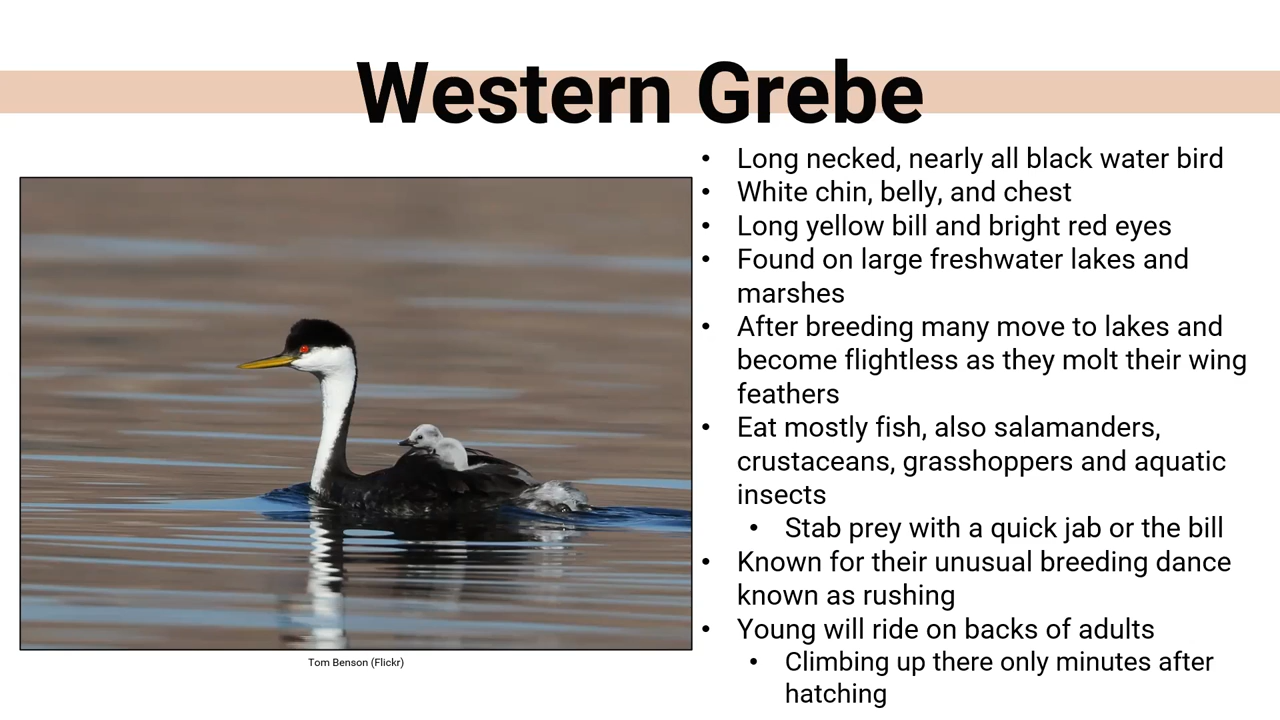 Western Grebe
• Long necked, nearly all black water bird
• White chin, belly, and chest
• Long yellow bill and bright red eyes
• Found on large freshwater lakes and
marshes
• After breeding many move to lakes and
become flightless as they molt their wing
feathers
• Eat mostly fish, also salamanders,
crustaceans, grasshoppers and aquatic
insects
• Stab prey with a quick jab or the bill
• Known for their unusual breeding dance
known as rushing
• Young will ride on backs of adults
• Climbing up there only minutes after
hatching
Tom Benson (Flickr)